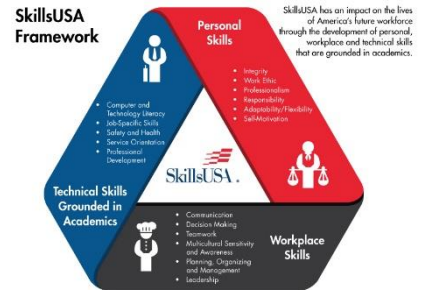 SkillsUSA
Framework
SkillsUSA has an impact on the lives
of America's future workforce
through the development of personal,
workplace and technical skills
that are grounded in academics.
Personal
Skills
• Integrity
• Work Ethic
• Professionalism
• Responsibility
• Adaptability/Flexibility
• Self-Motivation
• Computer and
Technology Literacy
• Job-Specific Skills
• Safety and Health
• Service Orientation
• Professional
Development
SkillsUSA.
Technical Skills
Grounded in
Academics
• Communication
• Decision Making
• Teamwork
• Multicultural Sensitivity
and Awareness
• Planning, Organizing
and Management
• Leadership
Workplace
Skills